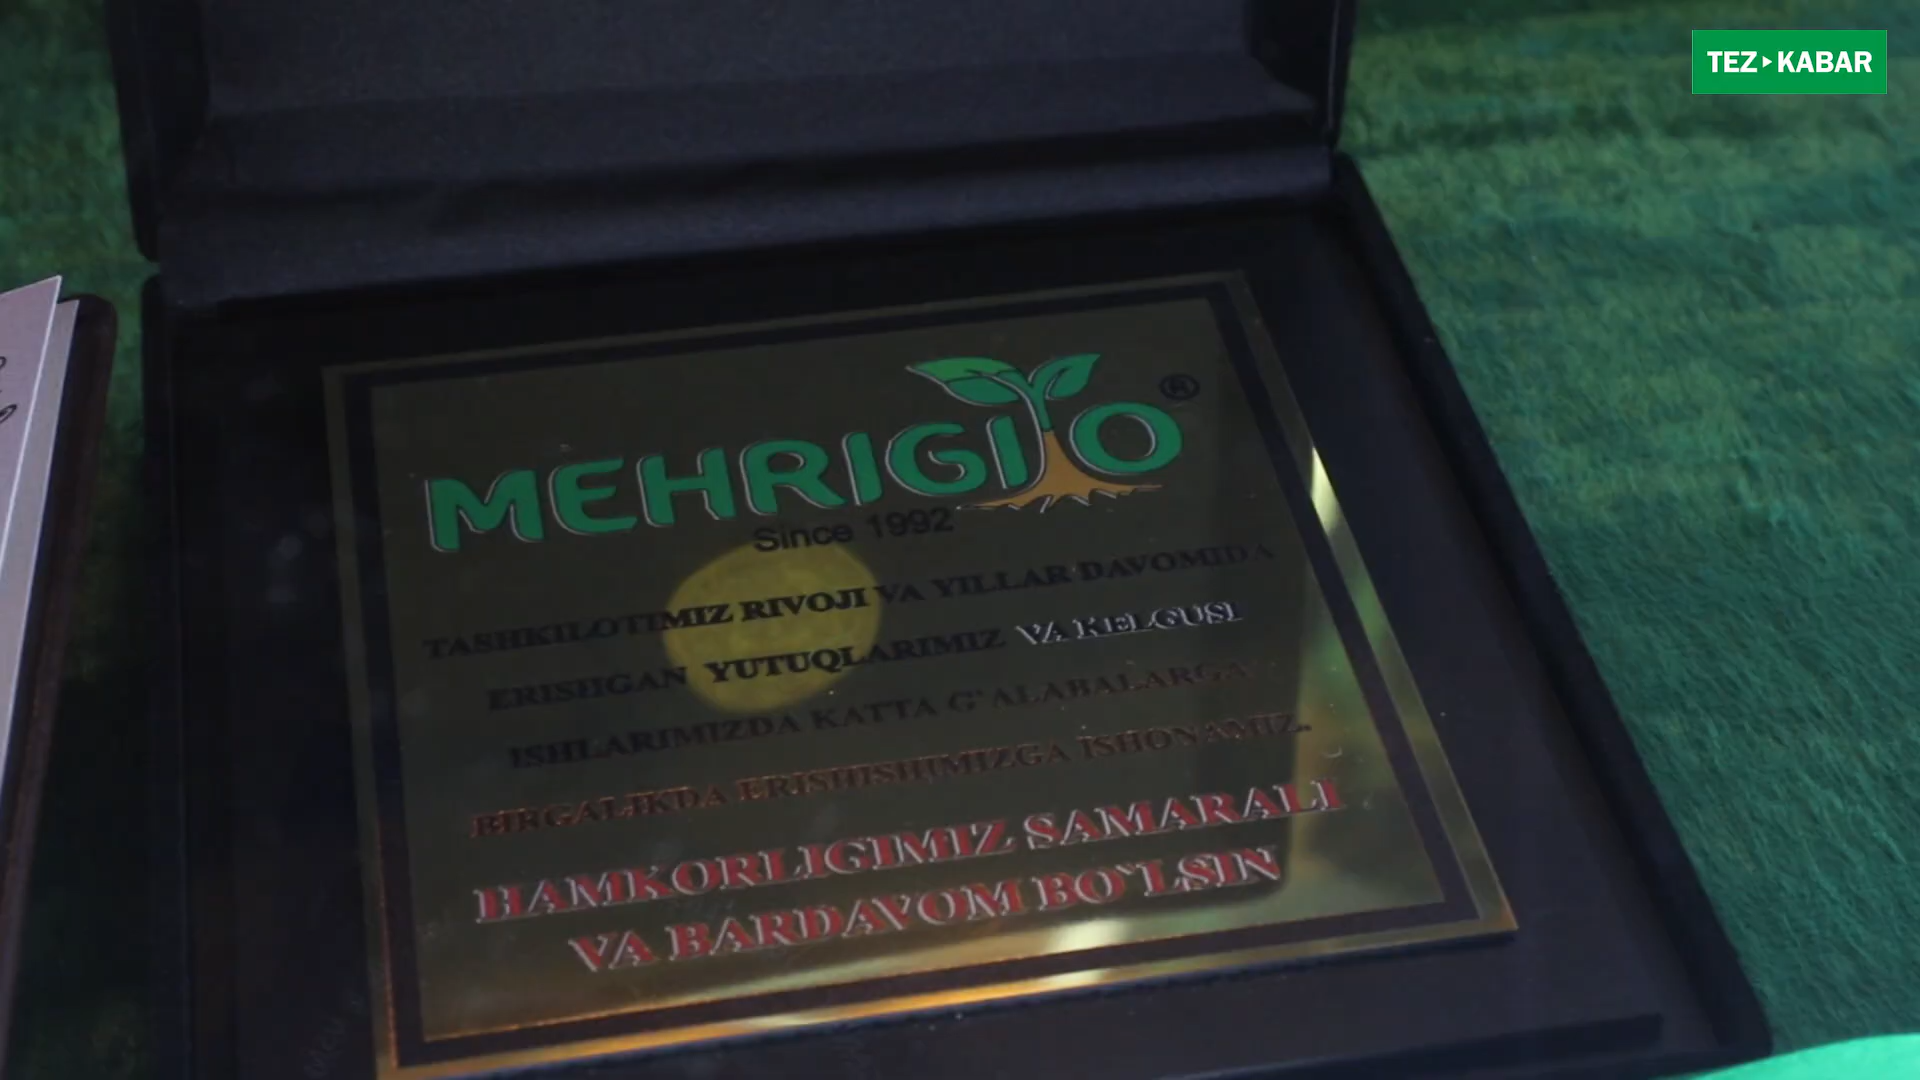 TEZ KABAR
MEHRIGIYO ®
Since 1992
TASHKILOTIMIZ RIVOJI VA YILLAR DAVOMIDA
ERISHGAN YUTUQLARIMIZ VA KELGUSI
ISHLARIMIZDA KATTA G`ALABALARGA
BIRGALIKDA ERISHISHIMIZGA ISHONAMIZ.
HAMKORLIGIMIZ SAMARALI
VA BARDAVOM BO`LSIN